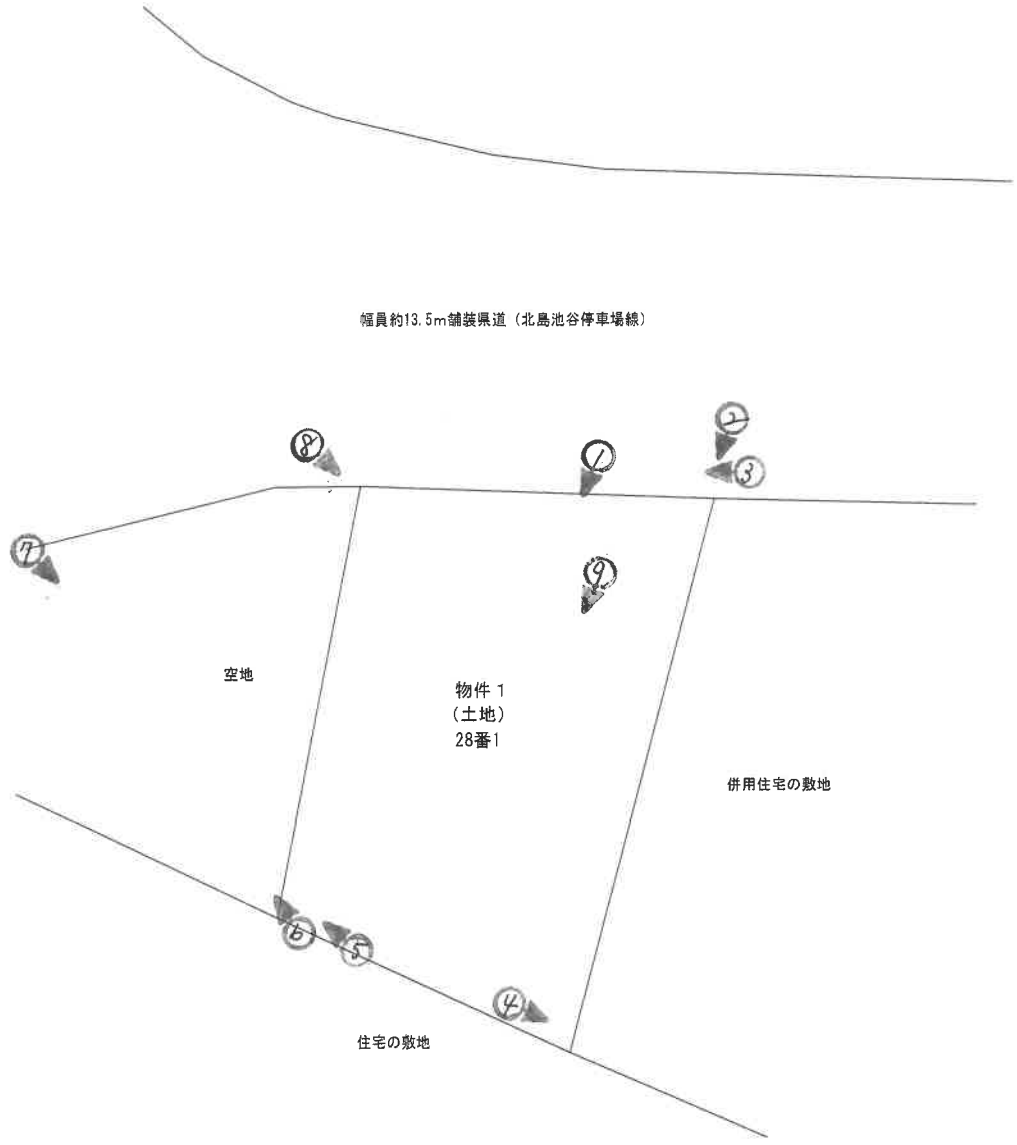 幅員約13.5m舗装県道（北島池谷停車場線）
②
⑧
①
③
⑦
⑨
空地
物件1
(土地)
28番1
併用住宅の敷地
⑥
⑤
④
住宅の敷地